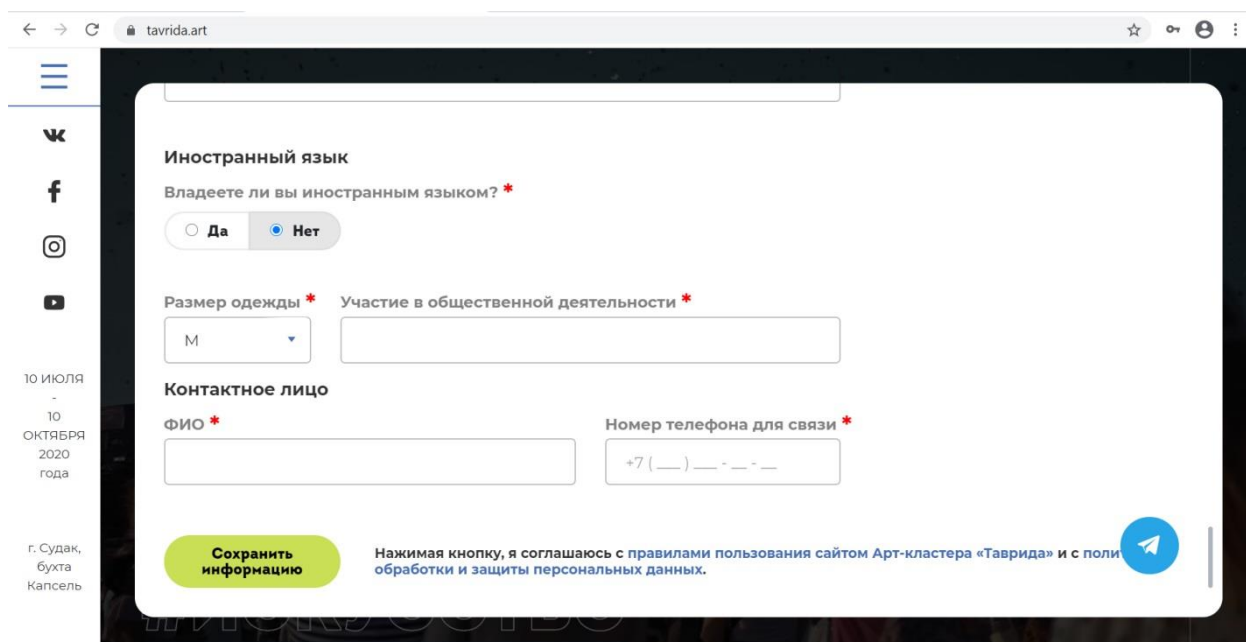 tavrida.art
Иностранный язык
Владеете ли вы иностранным языком? *
Да
Нет
Размер одежды *
Участие в общественной деятельности *
M
Контактное лицо
ФИО *
Номер телефона для связи *
+7 ( ___ ) ___ - __ - __
Сохранить
информацию
Нажимая кнопку, я соглашаюсь с правилами пользования сайтом Арт-кластера «Таврида» и с поли
обработки и защиты персональных данных.
10 ИЮЛЯ
-
10
ОКТЯБРЯ
2020
года
г. Судак,
бухта
Капсель
#ИСКУССТВО